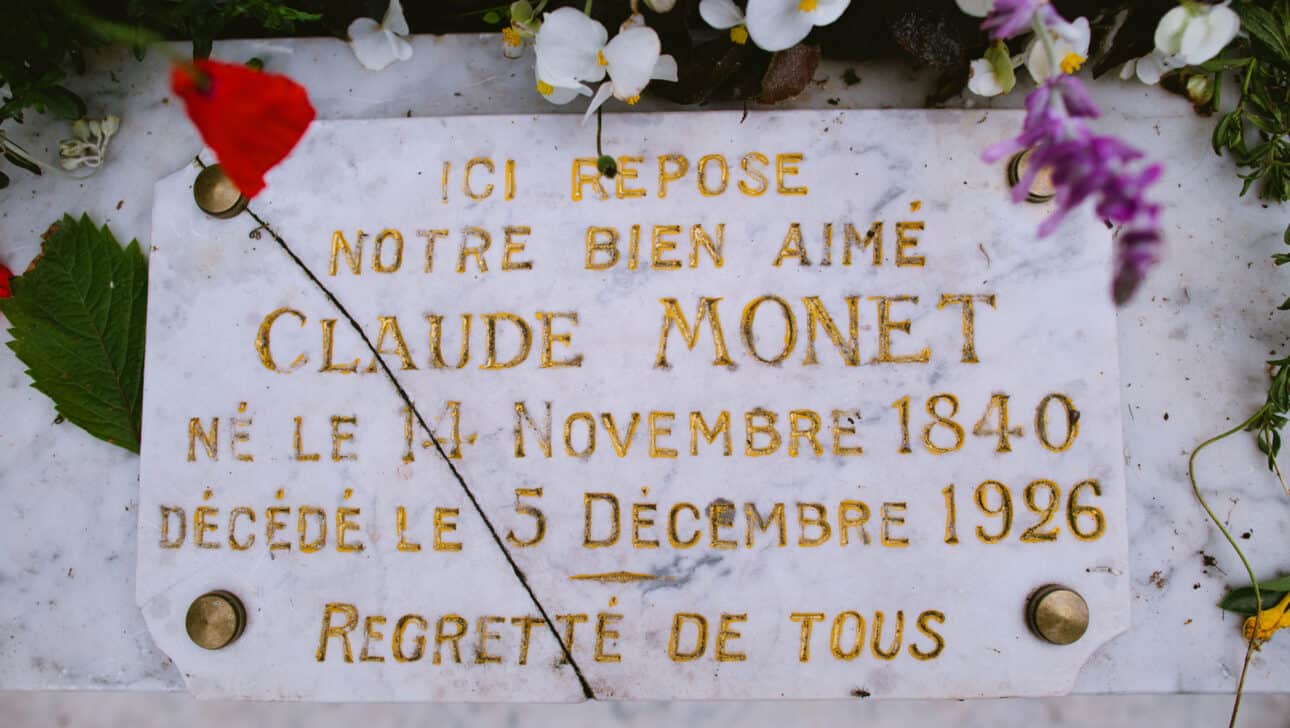 ICI REPOSE
NOTRE BIEN AIMÉ
CLAUDE MONET
NÉ LE 14 NOVEMBRE 1840
DÉCÉDÉ LE 5 DÉCEMBRE 1926
REGRETTÉ DE TOUS